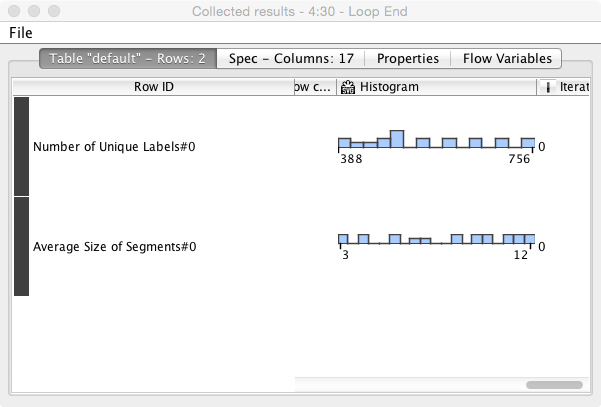 Collected results - 4:30 - Loop End
File
Table "default" - Rows: 2 Spec - Columns: 17 Properties Flow Variables
Row ID ow c... Histogram Iterat
Number of Unique Labels#0 0
388 756
Average Size of Segments#0 0
3 12